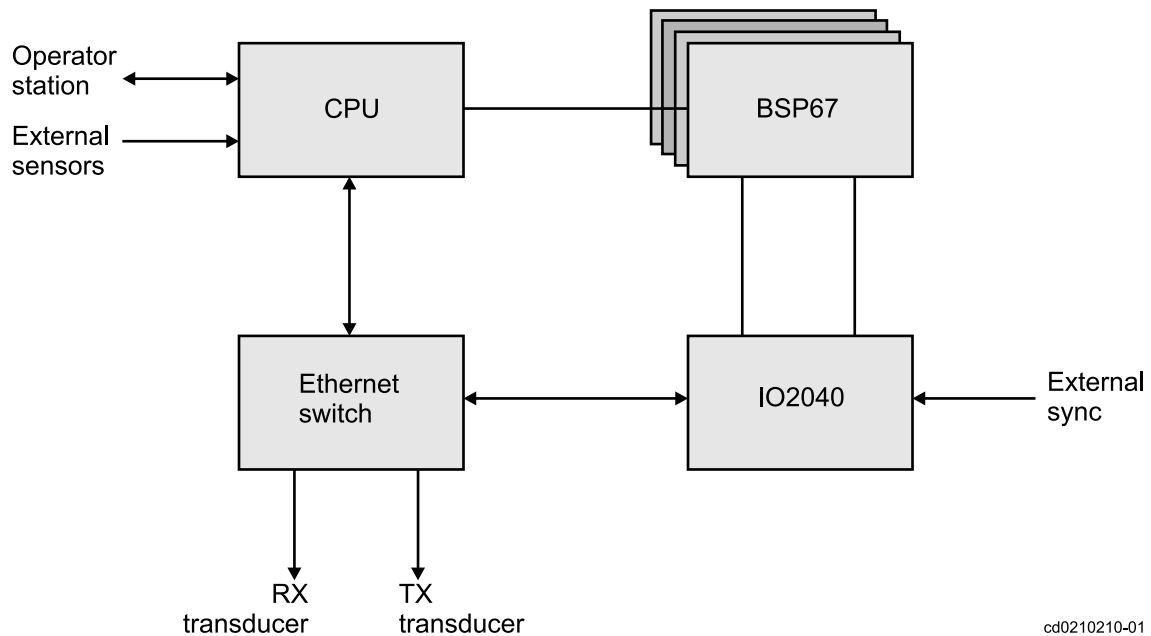 Operator
station
External
sensors
CPU
BSP67
Ethernet
switch
IO2040
External
sync
RX
transducer
TX
transducer
cd0210210-01